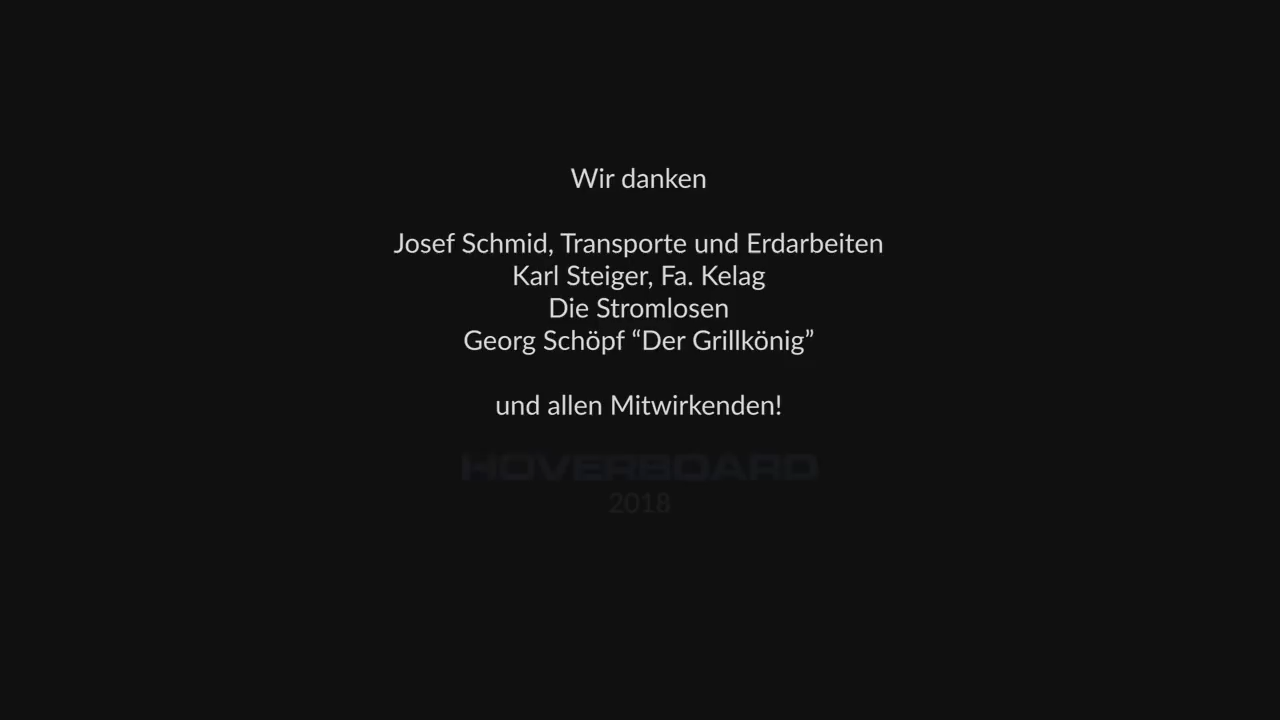 Wir danken
Josef Schmid, Transporte und Erdarbeiten
Karl Steiger, Fa. Kelag
Die Stromlosen
Georg Schöpf “Der Grillkönig”
und allen Mitwirkenden!
HOVERBOARD
2018